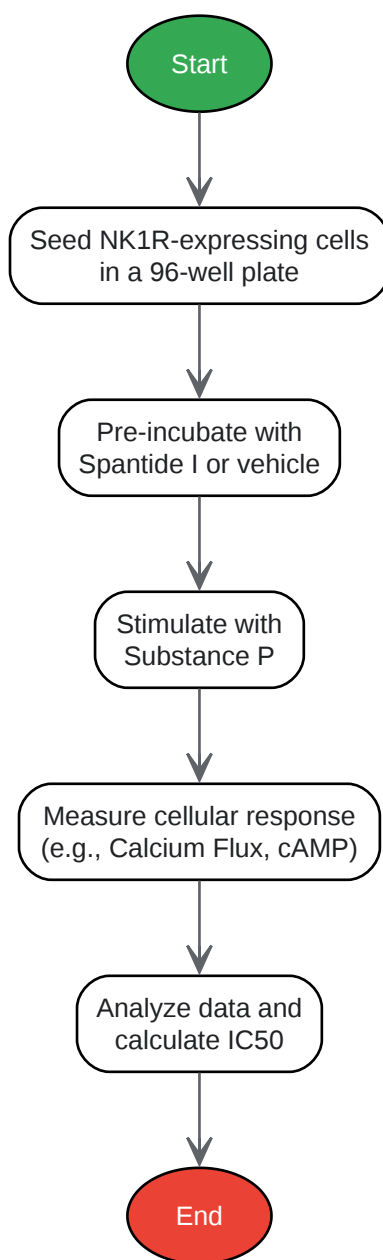 Start
Seed NK1R-expressing cells
in a 96-well plate
Pre-incubate with
Spantide I or vehicle
Stimulate with
Substance P
Measure cellular response
(e.g., Calcium Flux, cAMP)
Analyze data and
calculate IC50
End